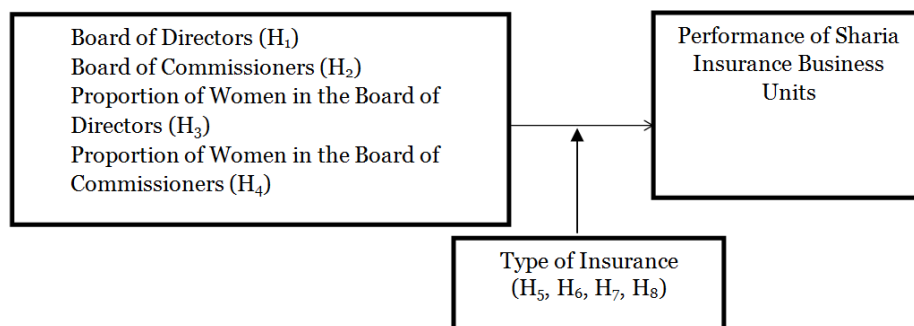 Board of Directors (H₁)
Board of Commissioners (H₂)
Proportion of Women in the Board of
Directors (H₃)
Proportion of Women in the Board of
Commissioners (H₄)
Performance of Sharia
Insurance Business
Units
Type of Insurance
(H₅, H₆, H₇, H₈)